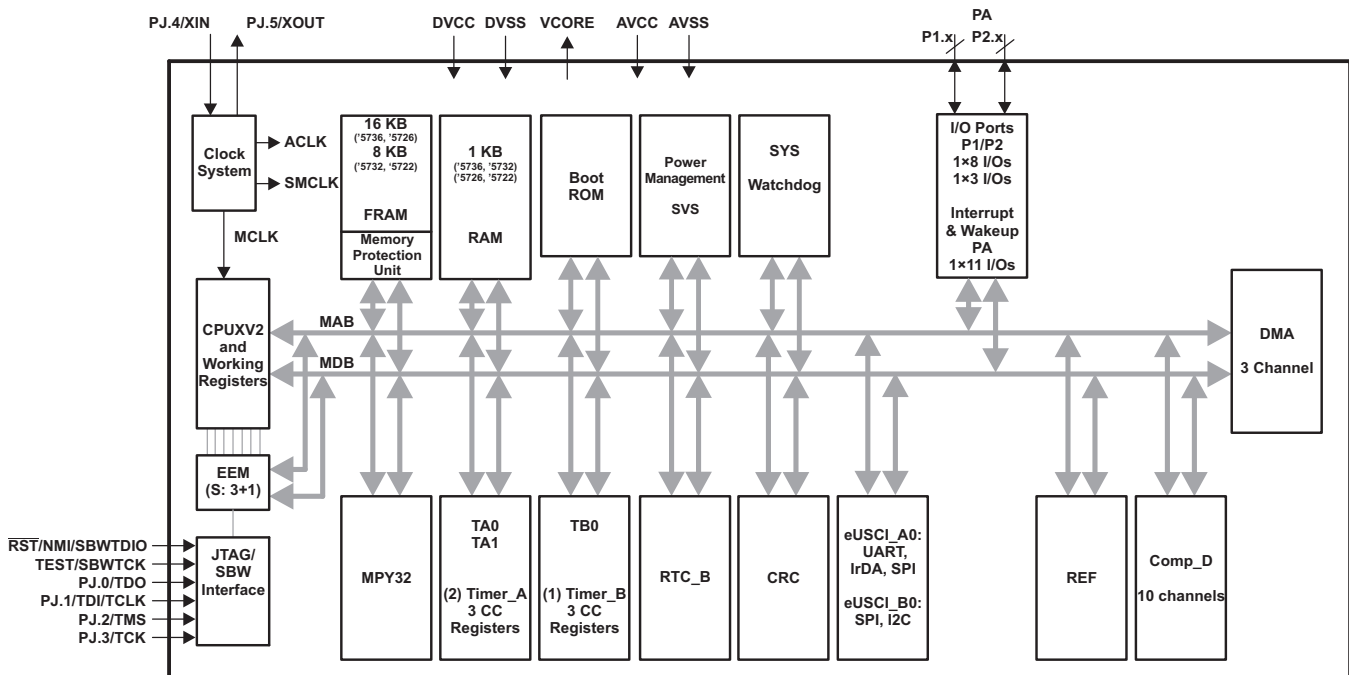 PJ.4/XIN
PJ.5/XOUT
DVCC
DVSS
VCORE
AVCC
AVSS
PA
P1.x
P2.x
Clock
System
ACLK
SMCLK
MCLK
16 KB
('5736, '5726)
8 KB
('5732, '5722)
FRAM
Memory
Protection
Unit
1 KB
('5736, '5732)
('5726, '5722)
RAM
Boot
ROM
Power
Management
SVS
SYS
Watchdog
I/O Ports
P1/P2
1×8 I/Os
1×3 I/Os
Interrupt
& Wakeup
PA
1×11 I/Os
CPUXV2
and
Working
Registers
MAB
MDB
DMA
3 Channel
EEM
(S: 3+1)
RST/NMI/SBWTDIO
TEST/SBWTCK
PJ.0/TDO
PJ.1/TDI/TCLK
PJ.2/TMS
PJ.3/TCK
JTAG/
SBW
Interface
MPY32
TA0
TA1
(2) Timer_A
3 CC
Registers
TB0
(1) Timer_B
3 CC
Registers
RTC_B
CRC
eUSCI_A0:
UART,
IrDA, SPI
eUSCI_B0:
SPI, I2C
REF
Comp_D
10 channels